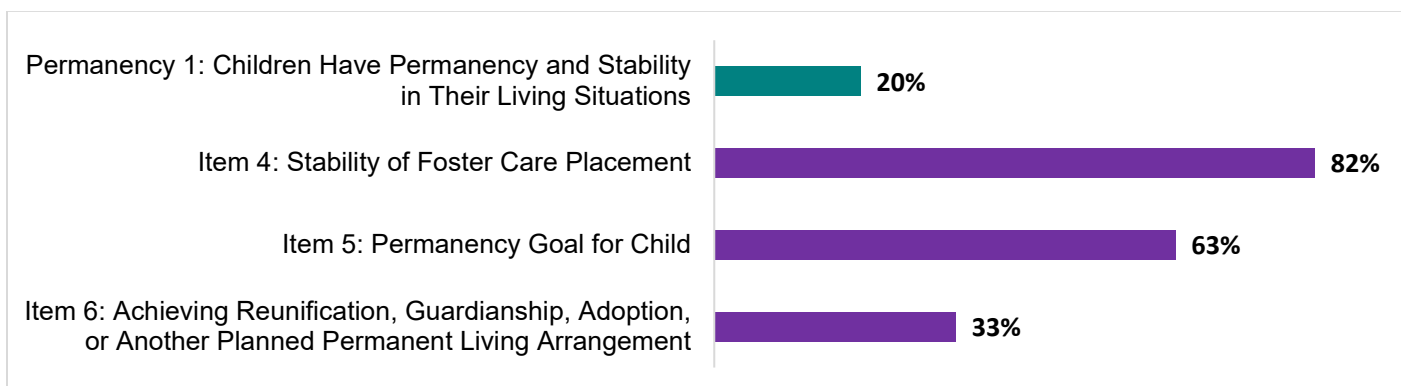 Permanency 1: Children Have Permanency and Stability
in Their Living Situations
20%
Item 4: Stability of Foster Care Placement
82%
Item 5: Permanency Goal for Child
63%
Item 6: Achieving Reunification, Guardianship, Adoption,
or Another Planned Permanent Living Arrangement
33%